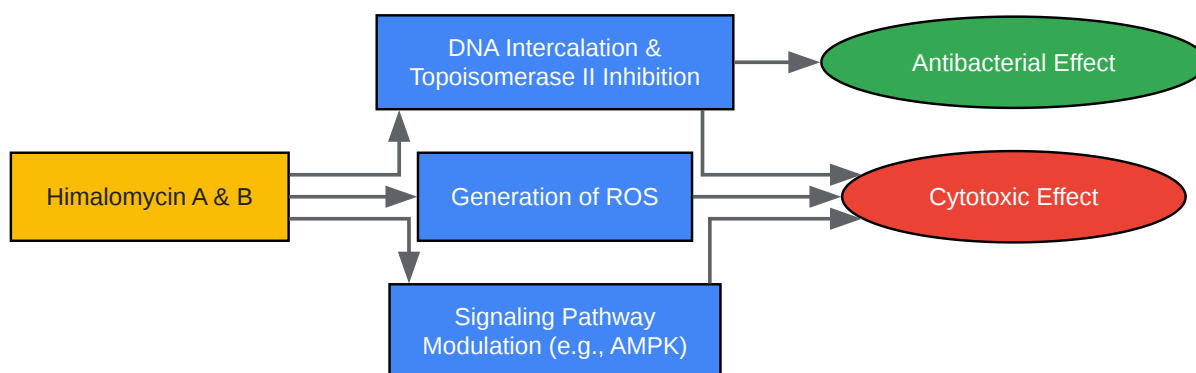 DNA Intercalation &
Topoisomerase II Inhibition
Antibacterial Effect
Himalomycin A & B
Generation of ROS
Cytotoxic Effect
Signaling Pathway
Modulation (e.g., AMPK)